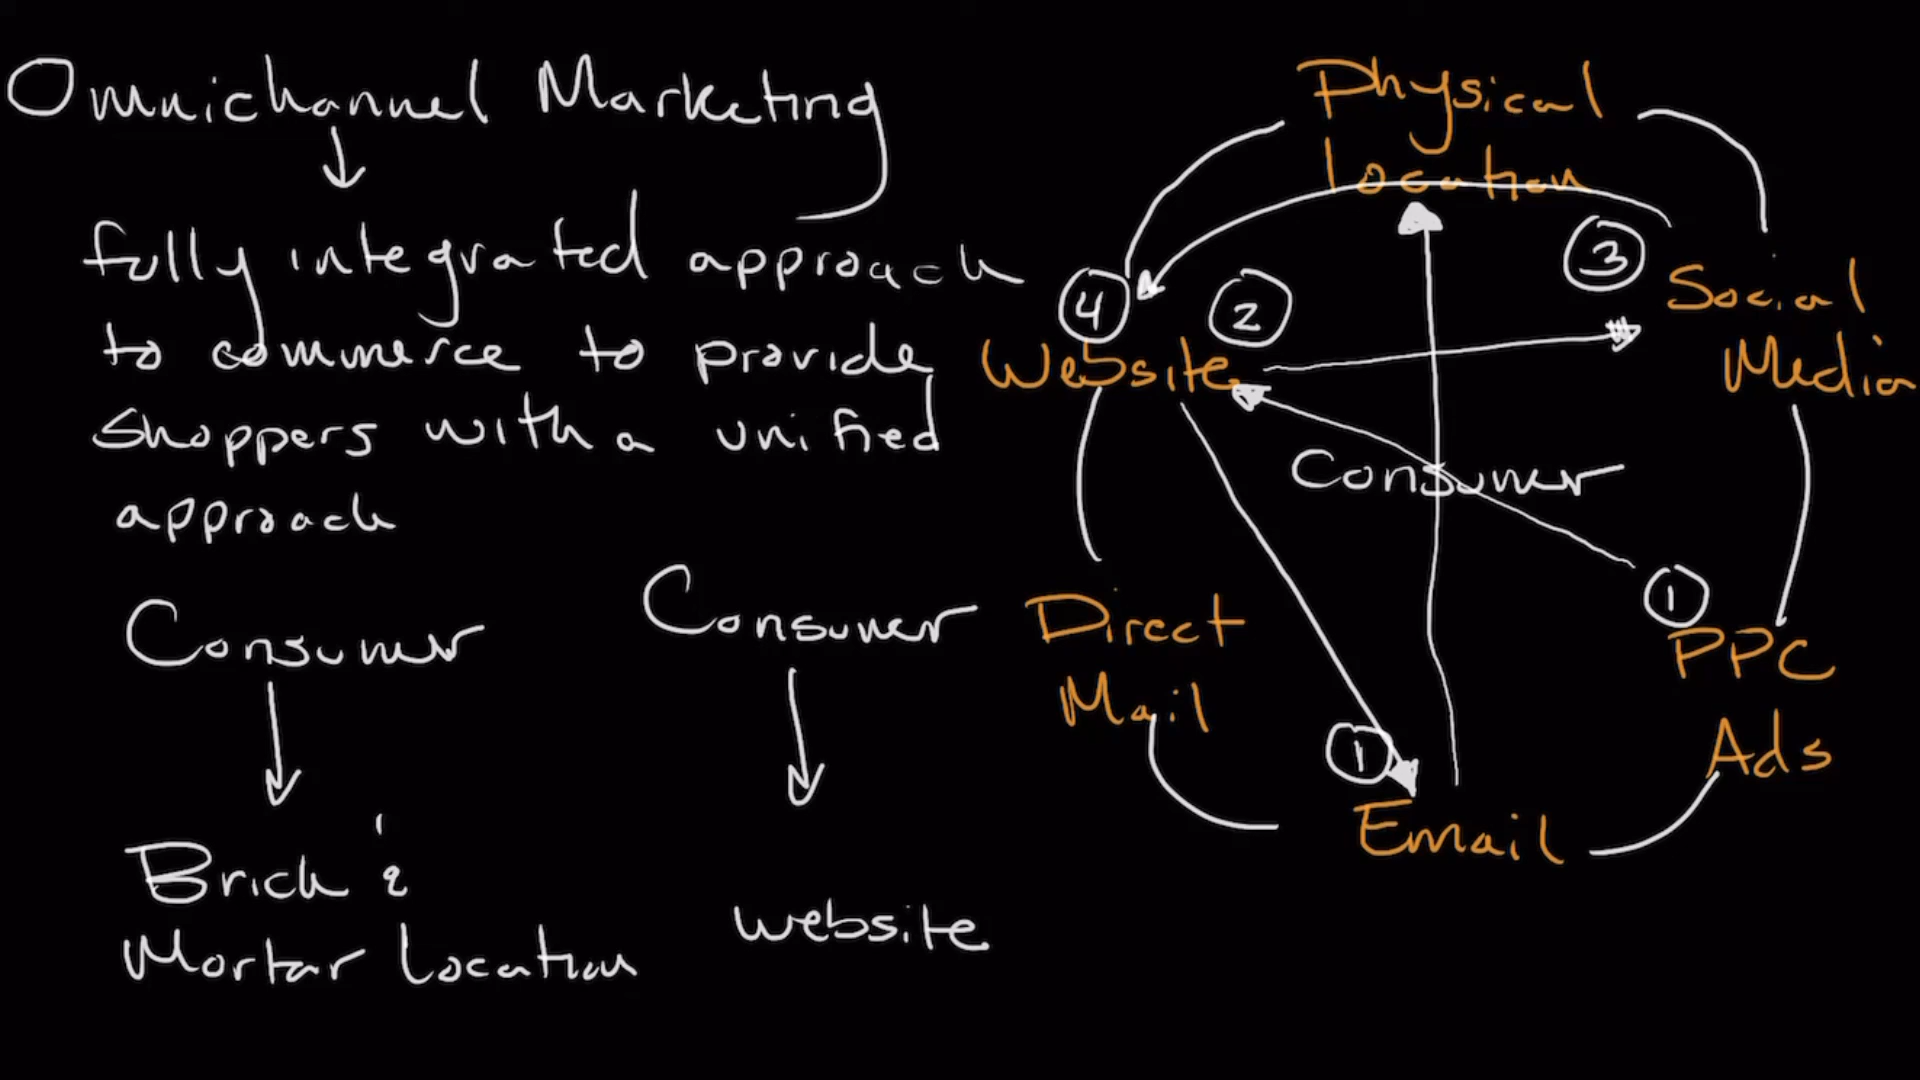 Omnichannel Marketing
fully integrated approach
to commerce to provide
shoppers with a unified
approach
Consumer
Brick &
Mortar Location
Consumer
website
Physical
Location
3
Social
Media
4
2
Website
Consumer
1
PPC
Ads
Direct
Mail
1
Email